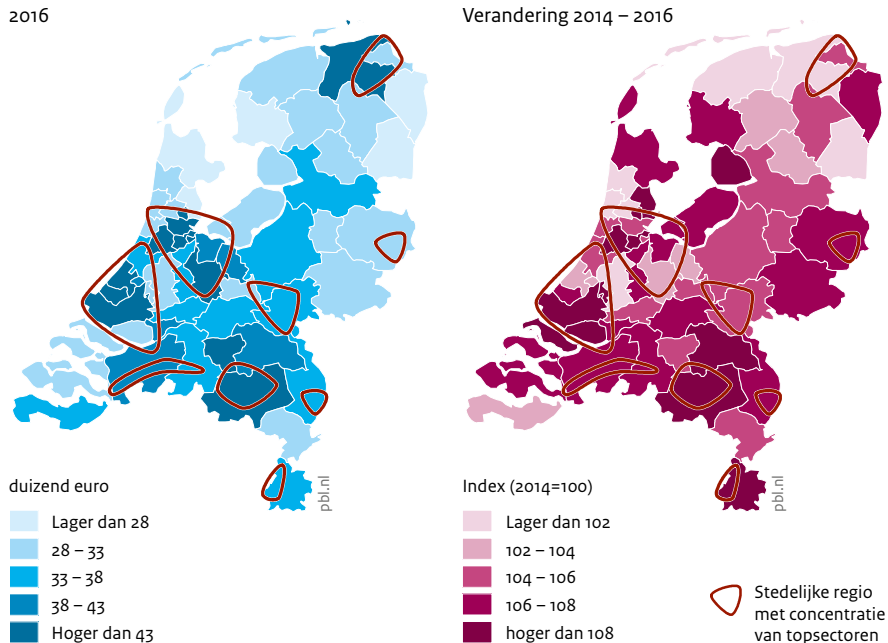 2016
Verandering 2014 – 2016
duizend euro
Lager dan 28
28 – 33
33 – 38
38 – 43
Hoger dan 43
pbl.nl
Index (2014=100)
Lager dan 102
102 – 104
104 – 106
106 – 108
hoger dan 108
pbl.nl
Stedelijke regio
met concentratie
van topsectoren